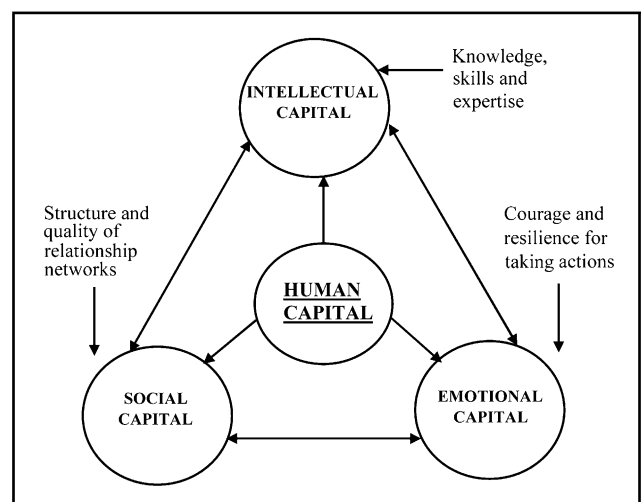 Knowledge,
skills and
expertise
INTELLECTUAL
CAPITAL
Structure and
quality of
relationship
networks
Courage and
resilience for
taking actions
HUMAN
CAPITAL
SOCIAL
CAPITAL
EMOTIONAL
CAPITAL